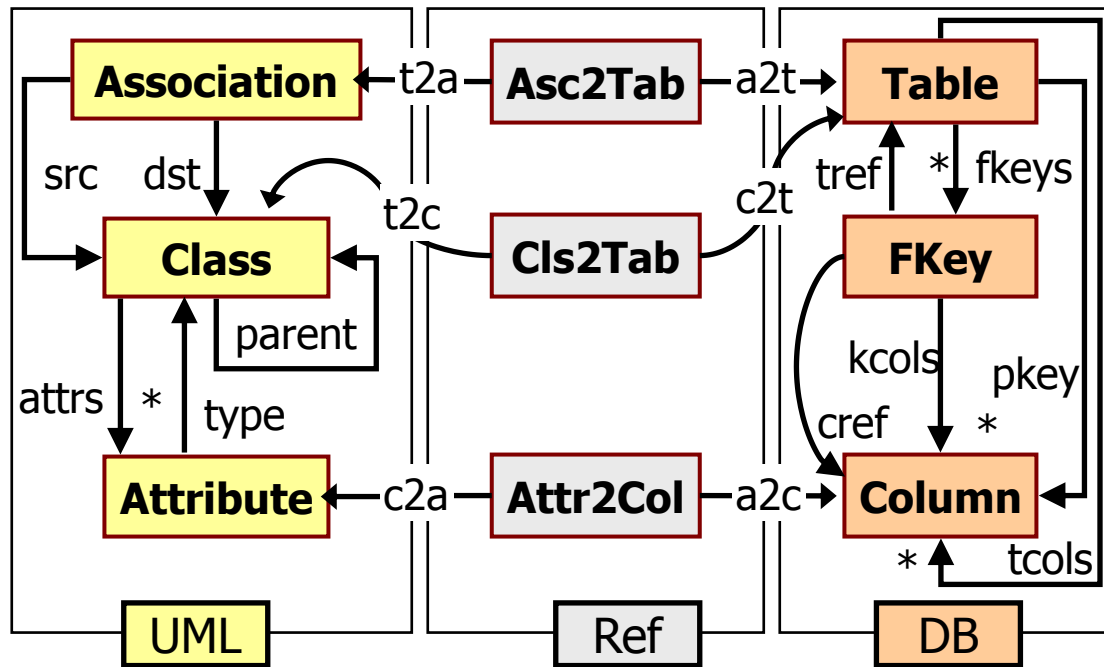 Association
t2a
Asc2Tab
a2t
Table
src
dst
t2c
c2t
tref
*
fkeys
Class
Cls2Tab
FKey
parent
kcols
pkey
attrs
*
type
cref
*
Attribute
c2a
Attr2Col
a2c
Column
*
tcols
UML
Ref
DB